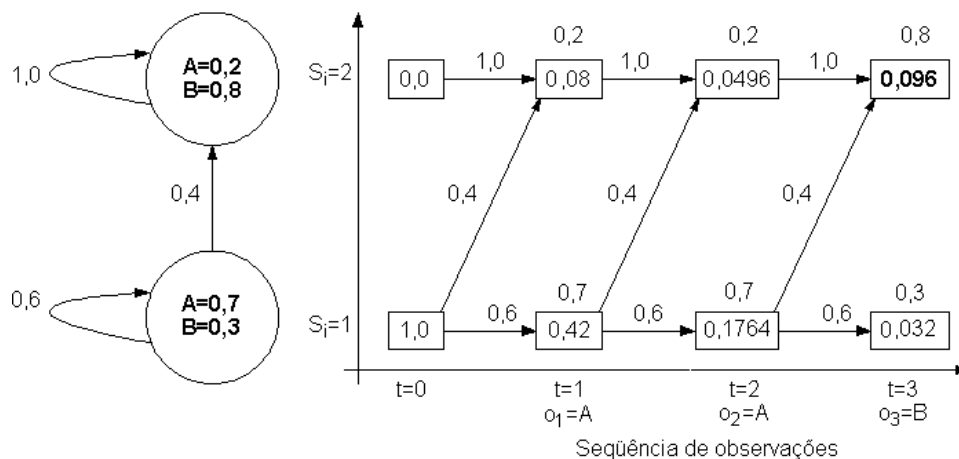 1,0
A=0,2
B=0,8
0,4
0,6
A=0,7
B=0,3
0,2 0,2 0,8
Si=2 0,0 1,0 0,08 1,0 0,0496 1,0 0,096
0,4 0,4 0,4
0,7 0,7 0,3
Si=1 1,0 0,6 0,42 0,6 0,1764 0,6 0,032
t=0 t=1 t=2 t=3
o1=A o2=A o3=B
Seqüência de observações